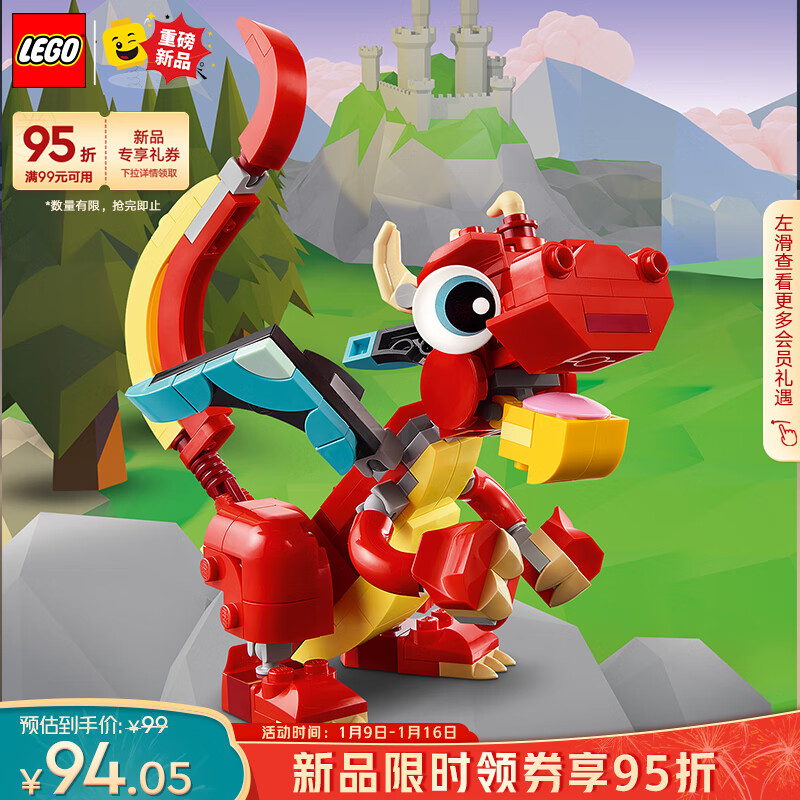 LEGO
重磅
新品
95折
满99元可用
新品
专享礼券
下拉详情领取
*数量有限，抢完即止
左滑查看更多会员礼遇
预估到手价:¥99
¥94.05
活动时间：1月9日-1月16日
新品限时领券享95折